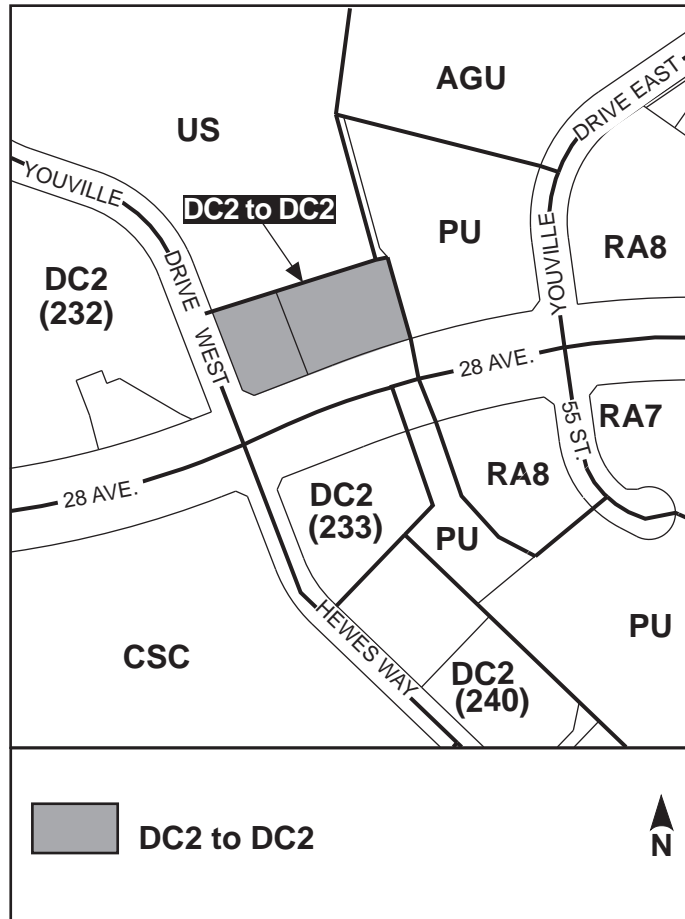 AGU
DRIVE EAST
US
YOUVILLE
DC2 to DC2
PU
YOUVILLE
RA8
DC2
(232)
DRIVE WEST
28 AVE.
RA7
55 ST.
RA8
28 AVE.
DC2
(233)
PU
HEWES WAY
PU
CSC
DC2
(240)
DC2 to DC2
N